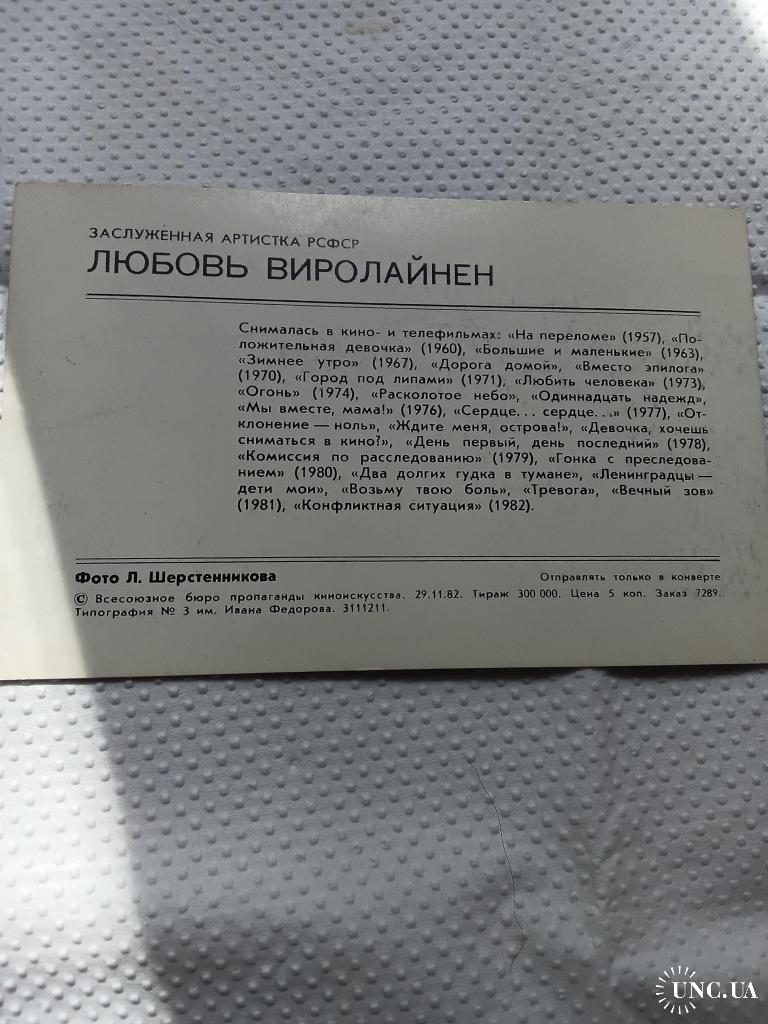 ЗАСЛУЖЕННАЯ АРТИСТКА РСФСР
ЛЮБОВЬ ВИРОЛАЙНЕН
Снималась в кино- и телефильмах: «На переломе» (1957), «По-
ложительная девочка» (1960), «Большие и маленькие» (1963),
«Зимнее утро» (1967), «Дорога домой», «Вместо эпилога»
(1970), «Город под липами» (1971), «Любить человека» (1973),
«Огонь» (1974), «Расколотое небо», «Одиннадцать надежд»,
«Мы вместе, мама!» (1976), «Сердце... сердце...» (1977), «От-
клонение — ноль», «Ждите меня, острова!», «Девочка, хочешь
сниматься в кино?», «День первый, день последний» (1978),
«Комиссия по расследованию» (1979), «Гонка с преследова-
нием» (1980), «Два долгих гудка в тумане», «Ленинградцы —
дети мои», «Возьму твою боль», «Тревога», «Вечный зов»
(1981), «Конфликтная ситуация» (1982).
Фото Л. Шерстенникова
Отправлять только в конверте
© Всесоюзное бюро пропаганды киноискусства. 29.11.82. Тираж 300 000. Цена 5 коп. Заказ 7289.
Типография № 3 им. Ивана Федорова. 3111211.
UNC.UA